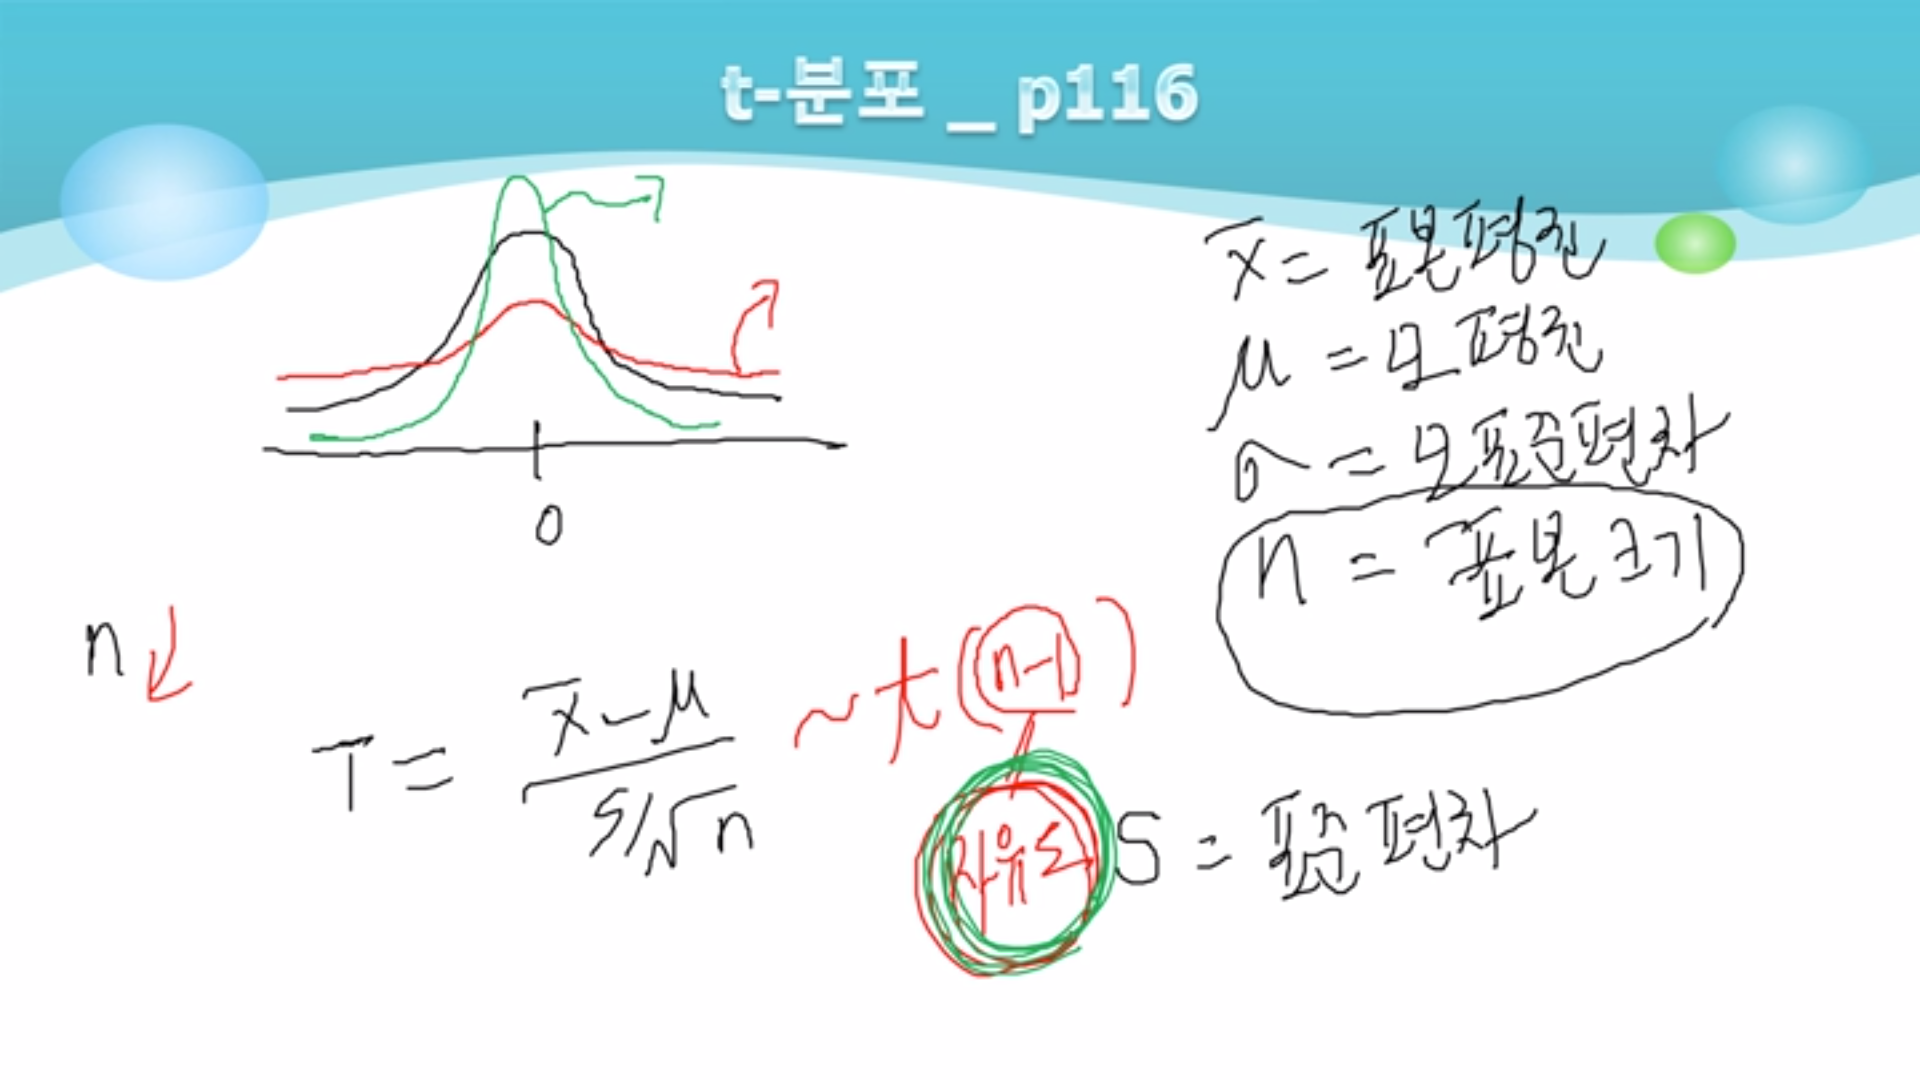 t-분포 _ p116
x̄ = 표본평균
μ = 모평균
σ = 모표준편차
n = 표본크기
0
n ↓
T = (x̄ - μ) / (s/√n) ~ t(n-1)
자유도
S = 표준편차